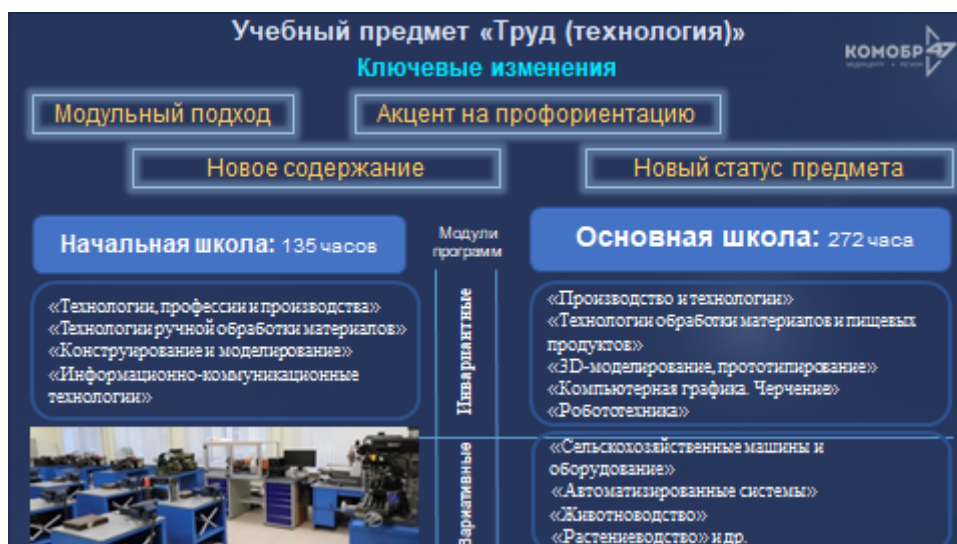 Учебный предмет «Труд (технология)»
Ключевые изменения
КОМОБР 47
Модульный подход
Акцент на профориентацию
Новое содержание
Новый статус предмета
Начальная школа: 135 часов
Модули
программ
Основная школа: 272 часа
«Технологии, профессии и производства»
«Технологии ручной обработки материалов»
«Конструирование и моделирование»
«Информационно-коммуникационные
технологии»
Инвариантные
«Производство и технологии»
«Технологии обработки материалов и пищевых
продуктов»
«3D-моделирование, прототипирование»
«Компьютерная графика. Черчение»
«Робототехника»
Вариативные
«Сельскохозяйственные машины и
оборудование»
«Автоматизированные системы»
«Животноводство»
«Растениеводство» и др.